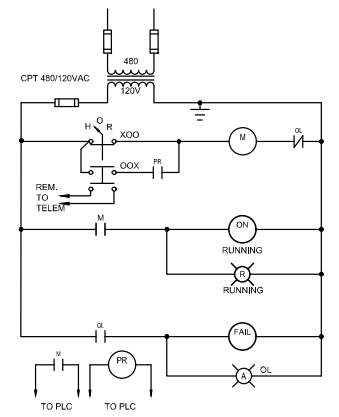 480
CPT 480/120VAC
120V
O
H R
XOO
M
OL
OOX
PR
REM.
TO
TELEM
M
ON
RUNNING
R
RUNNING
OL
FAIL
OL
A
M
PR
TO PLC
TO PLC